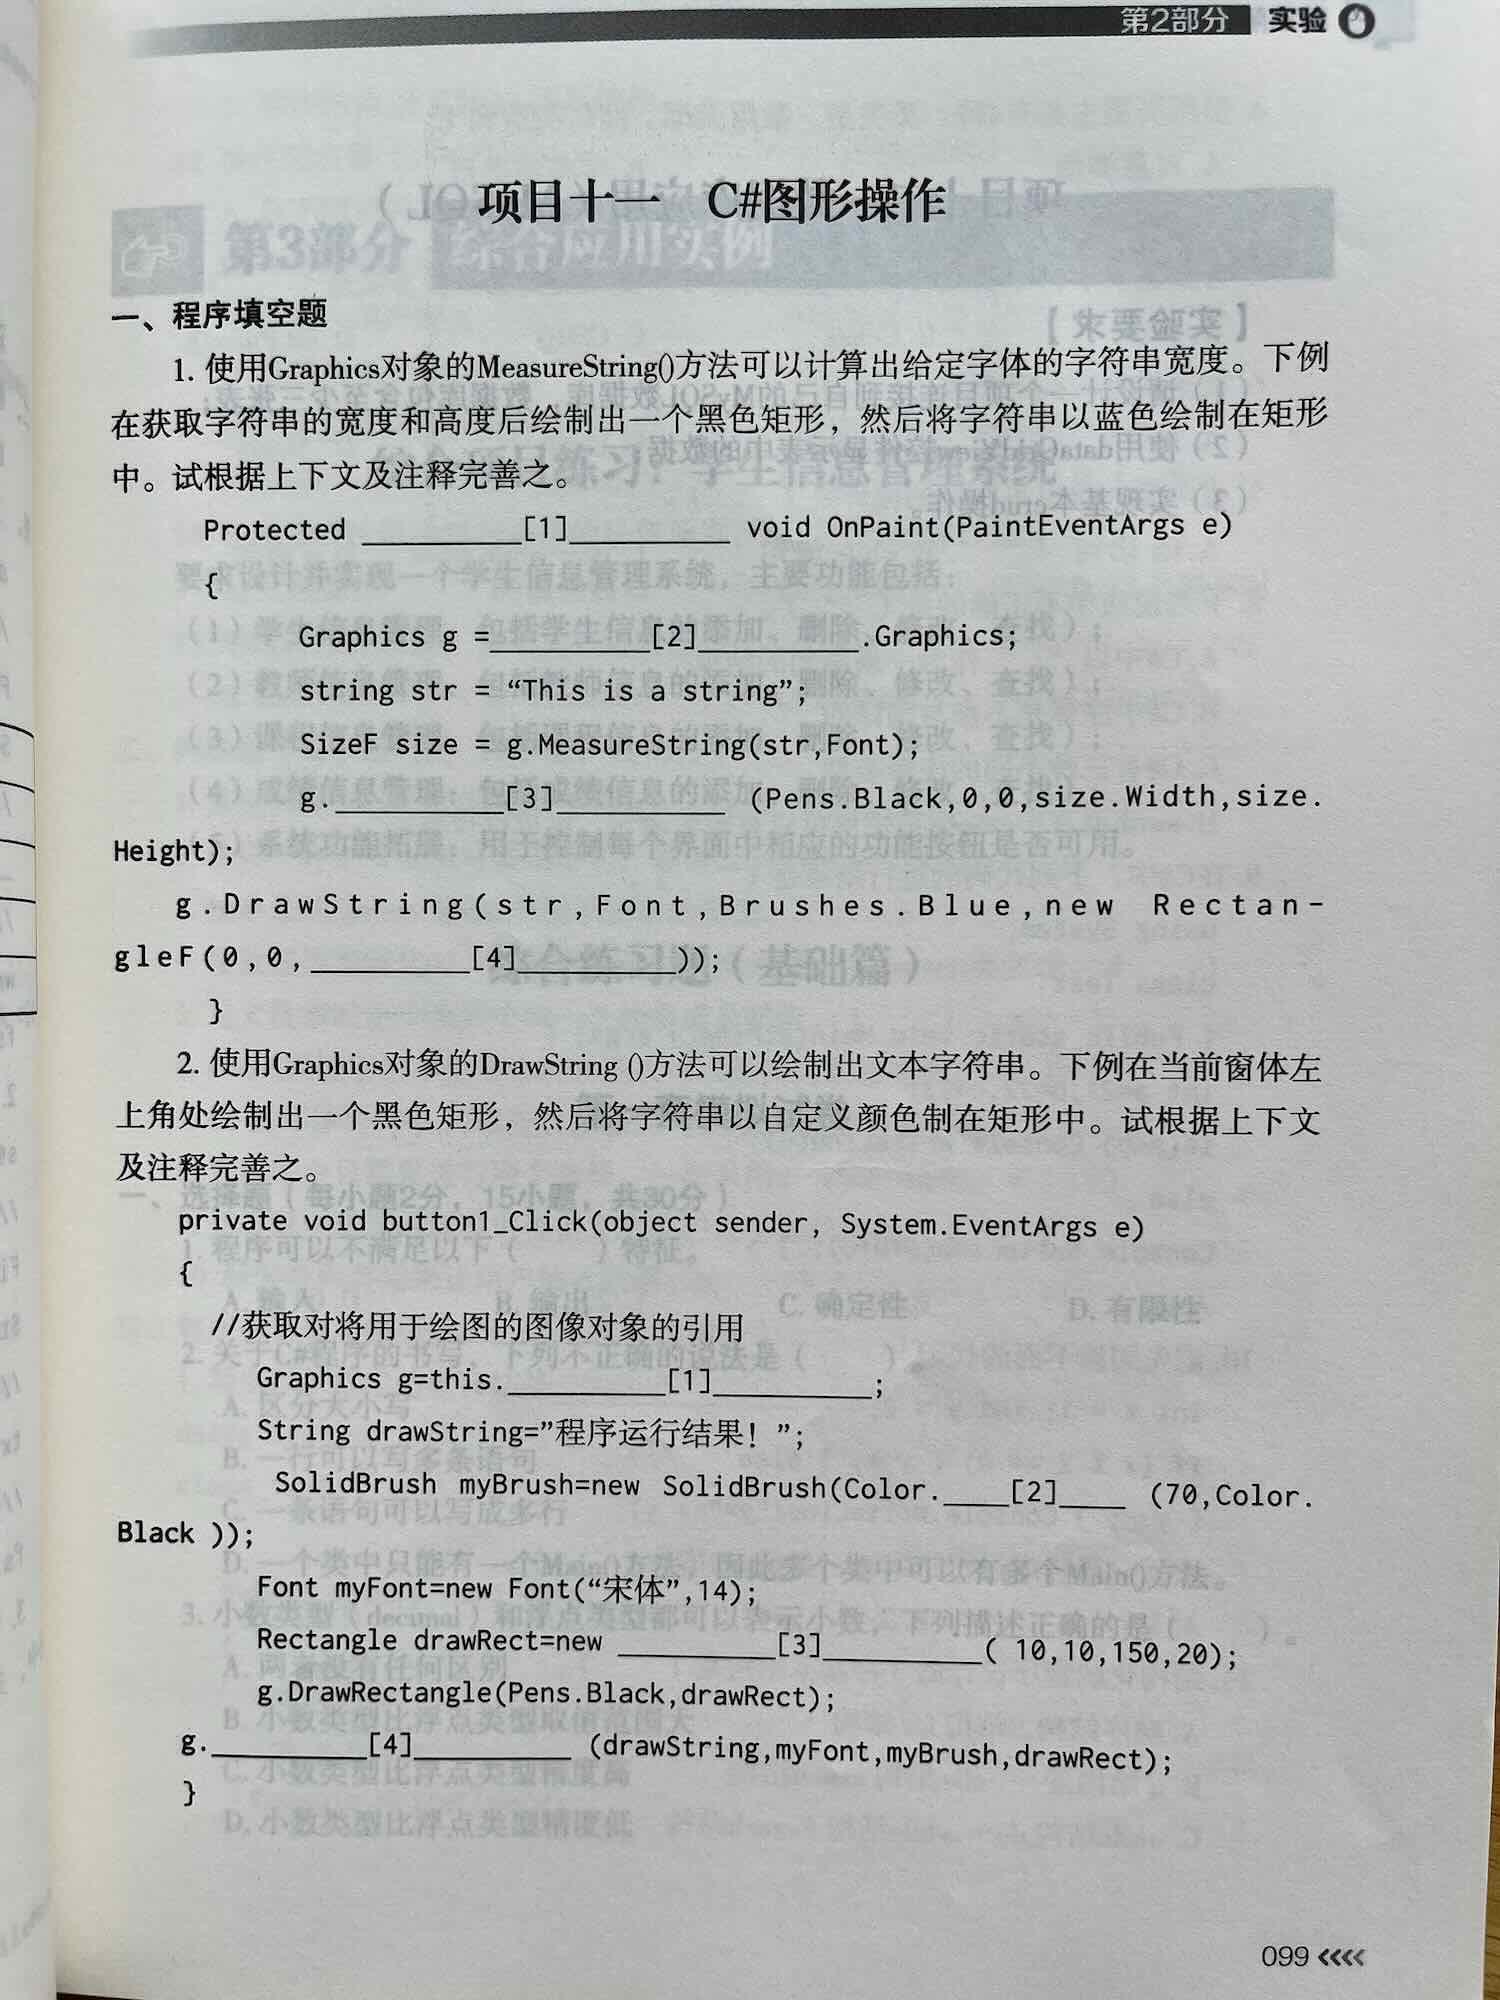 第2部分 实验
项目十一 C#图形操作
一、程序填空题
1. 使用Graphics对象的MeasureString()方法可以计算出给定字体的字符串宽度。下例
在获取字符串的宽度和高度后绘制出一个黑色矩形，然后将字符串以蓝色绘制在矩形
中。试根据上下文及注释完善之。
Protected __________[1]__________ void OnPaint(PaintEventArgs e)
{
Graphics g =__________[2]__________.Graphics;
string str = “This is a string”;
SizeF size = g.MeasureString(str,Font);
g.__________[3]__________ (Pens.Black,0,0,size.Width,size.
Height);
g.DrawString(str,Font,Brushes.Blue,new Rectan-
gleF(0,0,__________[4]__________));
}
2. 使用Graphics对象的DrawString ()方法可以绘制出文本字符串。下例在当前窗体左
上角处绘制出一个黑色矩形，然后将字符串以自定义颜色制在矩形中。试根据上下文
及注释完善之。
private void button1_Click(object sender, System.EventArgs e)
{
//获取对将用于绘图的图像对象的引用
Graphics g=this.__________[1]__________;
String drawString=”程序运行结果！”;
SolidBrush myBrush=new SolidBrush(Color.____[2]____ (70,Color.
Black ));
Font myFont=new Font(“宋体”,14);
Rectangle drawRect=new __________[3]__________( 10,10,150,20);
g.DrawRectangle(Pens.Black,drawRect);
g.__________[4]__________ (drawString,myFont,myBrush,drawRect);
}
099